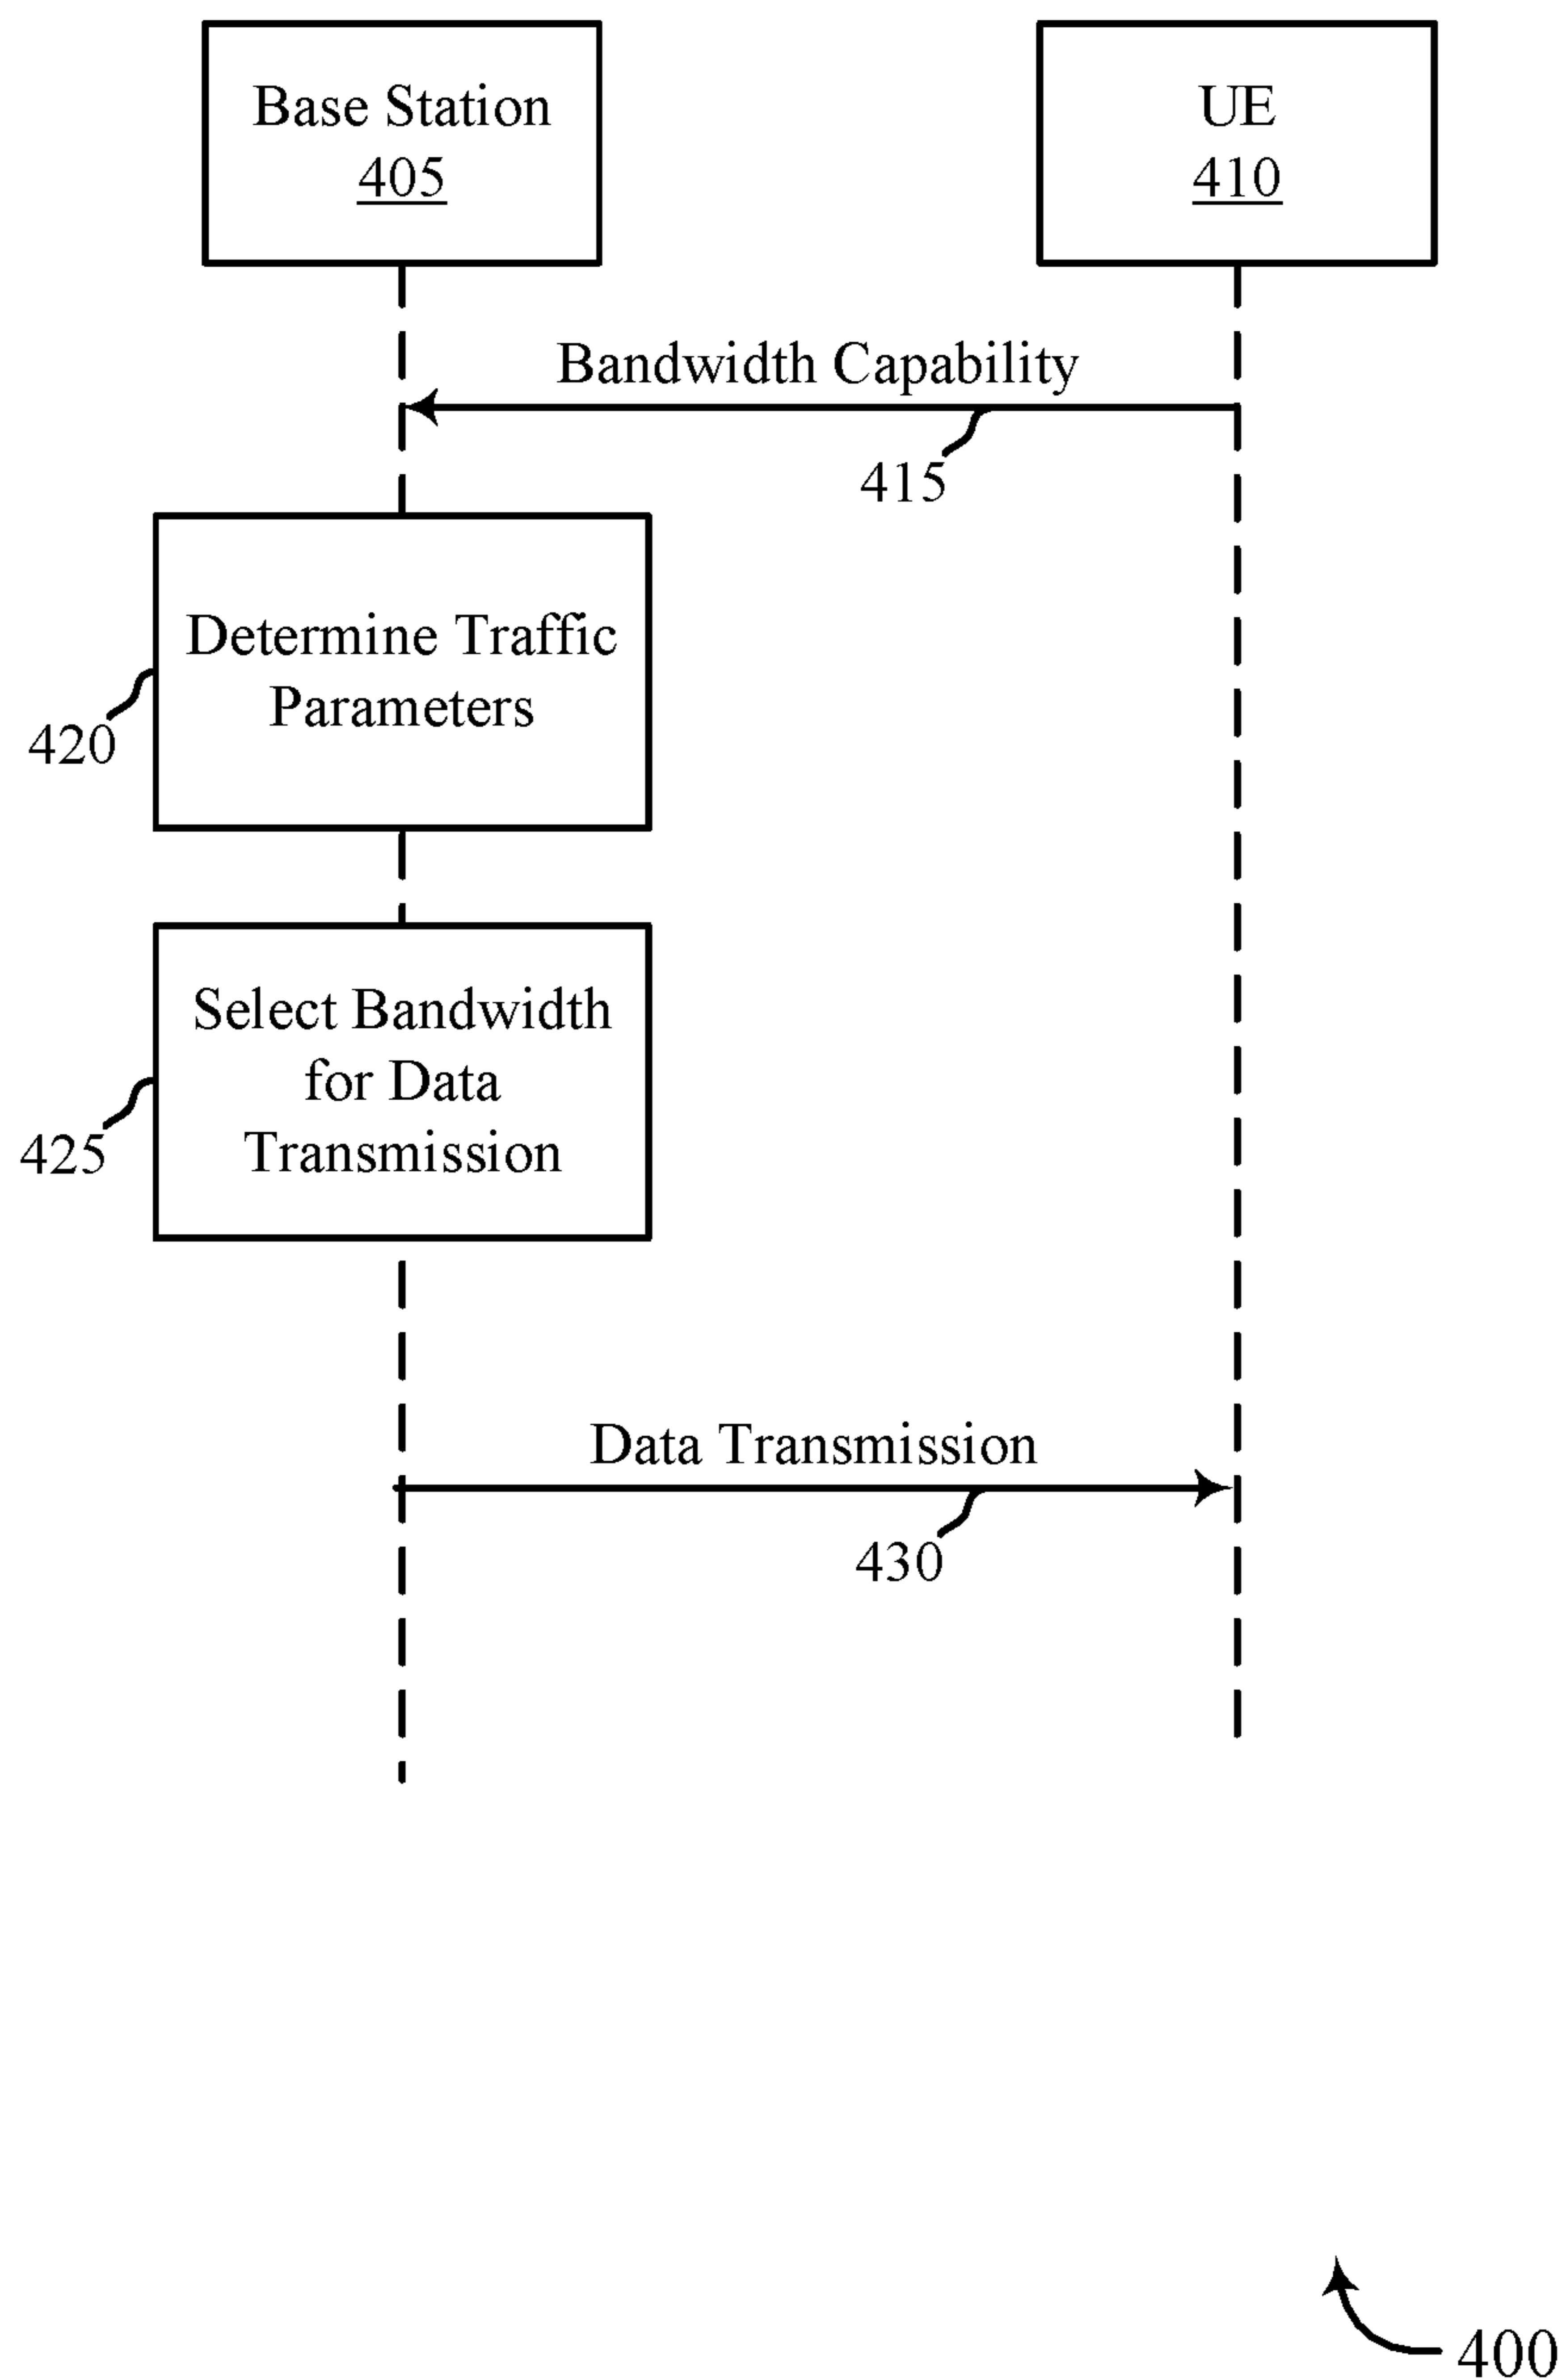 Base Station
405
UE
410
Bandwidth Capability
415
Determine Traffic
Parameters
420
Select Bandwidth
for Data
Transmission
425
Data Transmission
430
400